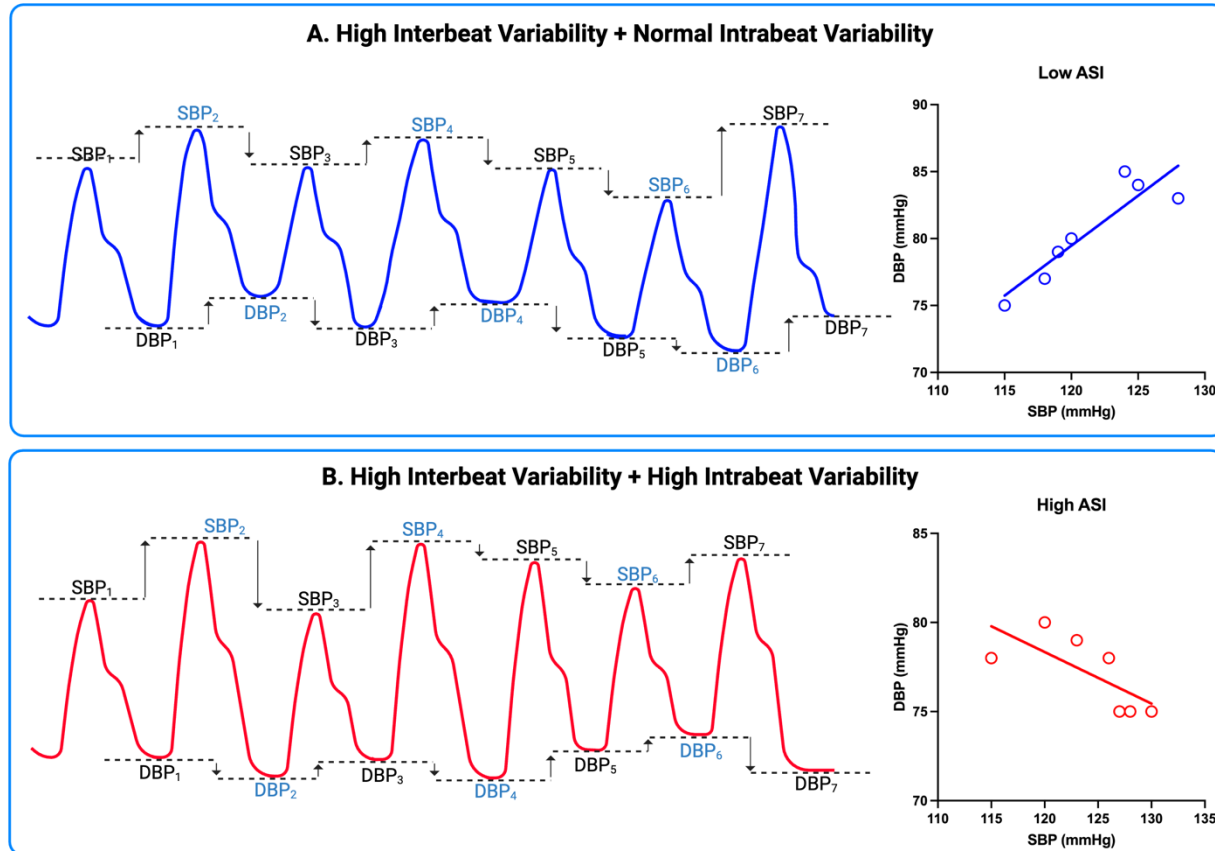 A. High Interbeat Variability + Normal Intrabeat Variability
SBP₁
SBP₂
SBP₃
SBP₄
SBP₅
SBP₆
SBP₇
DBP₁
DBP₂
DBP₃
DBP₄
DBP₅
DBP₆
DBP₇
Low ASI
DBP (mmHg)
90
85
80
75
70
110 115 120 125 130
SBP (mmHg)
B. High Interbeat Variability + High Intrabeat Variability
SBP₁
SBP₂
SBP₃
SBP₄
SBP₅
SBP₆
SBP₇
DBP₁
DBP₂
DBP₃
DBP₄
DBP₅
DBP₆
DBP₇
High ASI
DBP (mmHg)
85
80
75
70
110 115 120 125 130 135
SBP (mmHg)